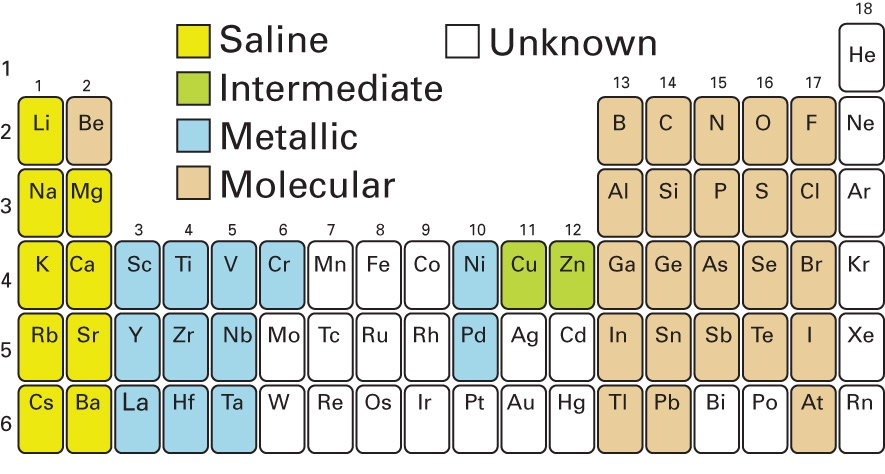 18
Saline Unknown
1 He
1 2 Intermediate 13 14 15 16 17
2 Li Be Metallic B C N O F Ne
Molecular
3 Na Mg Al Si P S Cl Ar
3 4 5 6 7 8 9 10 11 12
4 K Ca Sc Ti V Cr Mn Fe Co Ni Cu Zn Ga Ge As Se Br Kr
5 Rb Sr Y Zr Nb Mo Tc Ru Rh Pd Ag Cd In Sn Sb Te I Xe
6 Cs Ba La Hf Ta W Re Os Ir Pt Au Hg Tl Pb Bi Po At Rn